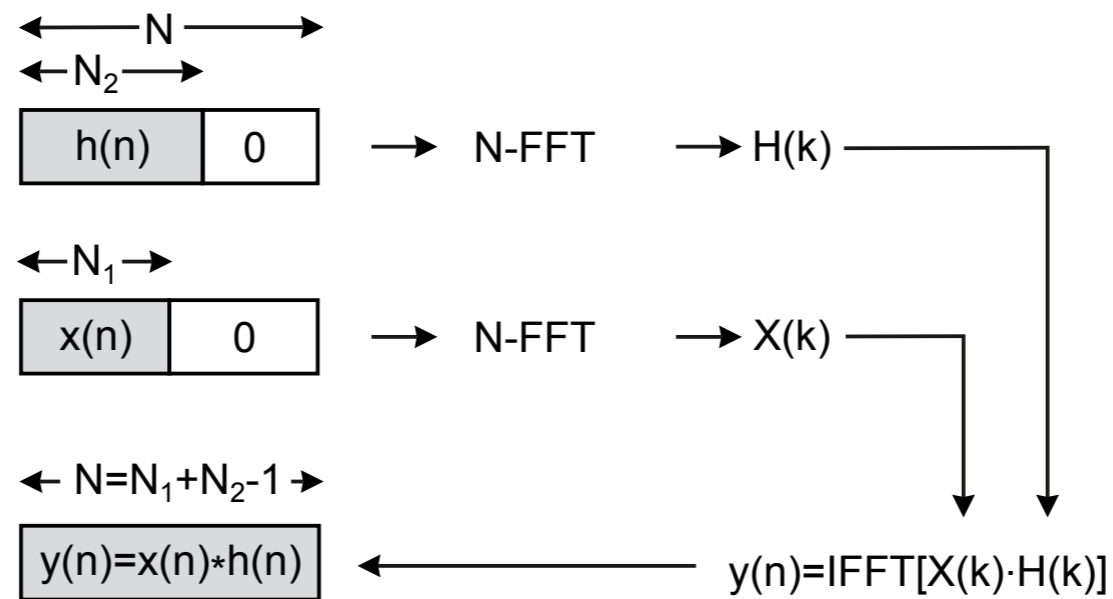 N
N₂
h(n) 0 N-FFT H(k)
N₁
x(n) 0 N-FFT X(k)
N=N₁+N₂-1
y(n)=x(n)*h(n) y(n)=IFFT[X(k)·H(k)]